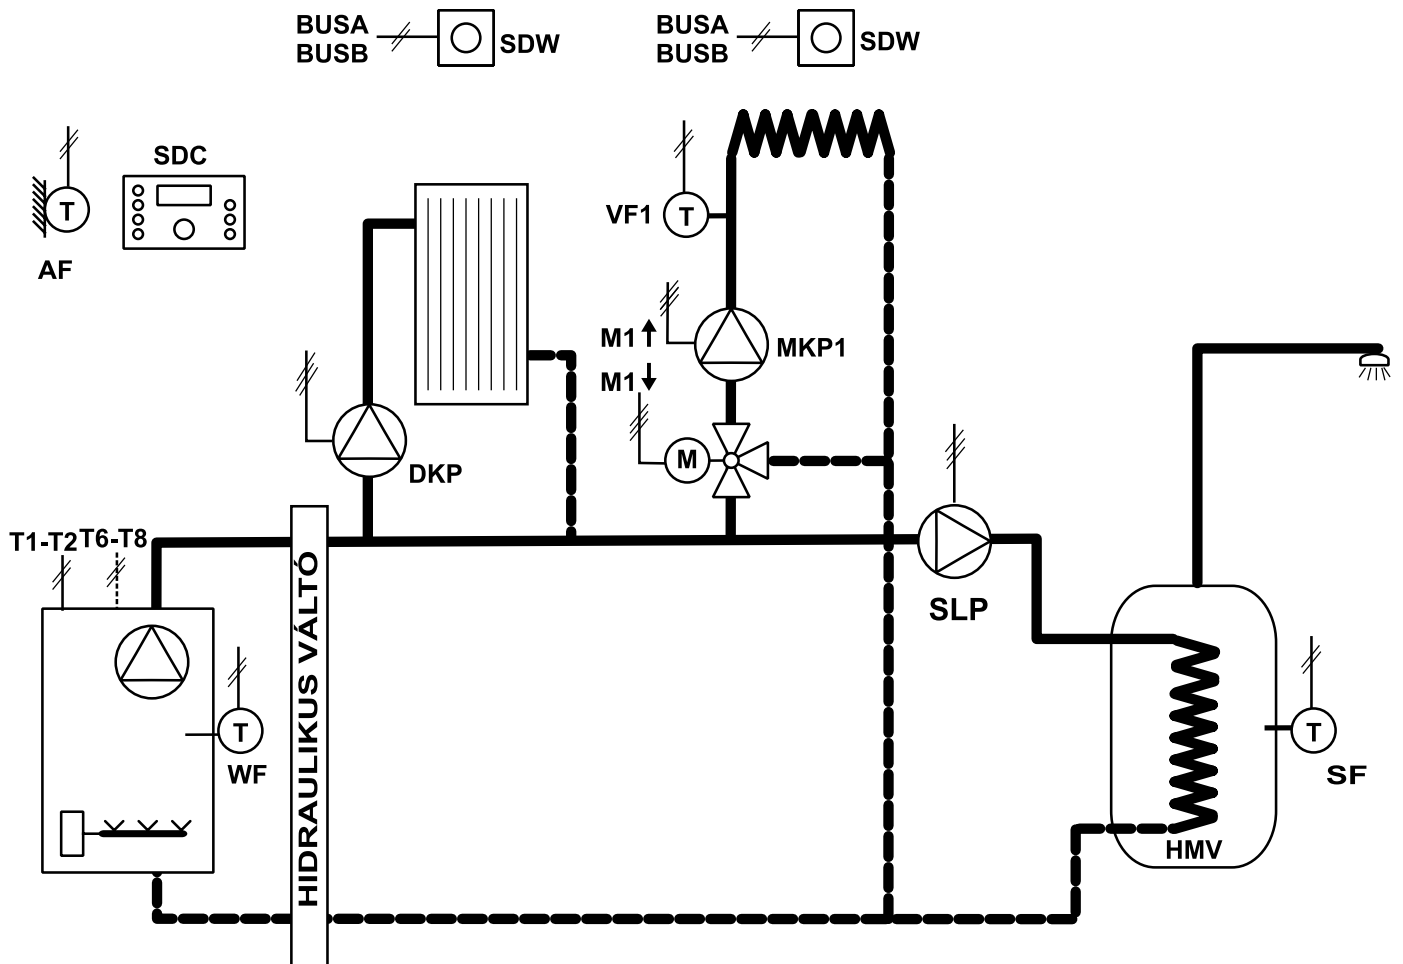 BUSA
BUSB
SDW
BUSA
BUSB
SDW
SDC
T
AF
VF1
T
M1
M1
MKP1
M
DKP
T1-T2
T6-T8
HIDRAULIKUS VÁLTÓ
SLP
T
WF
T
SF
HMV